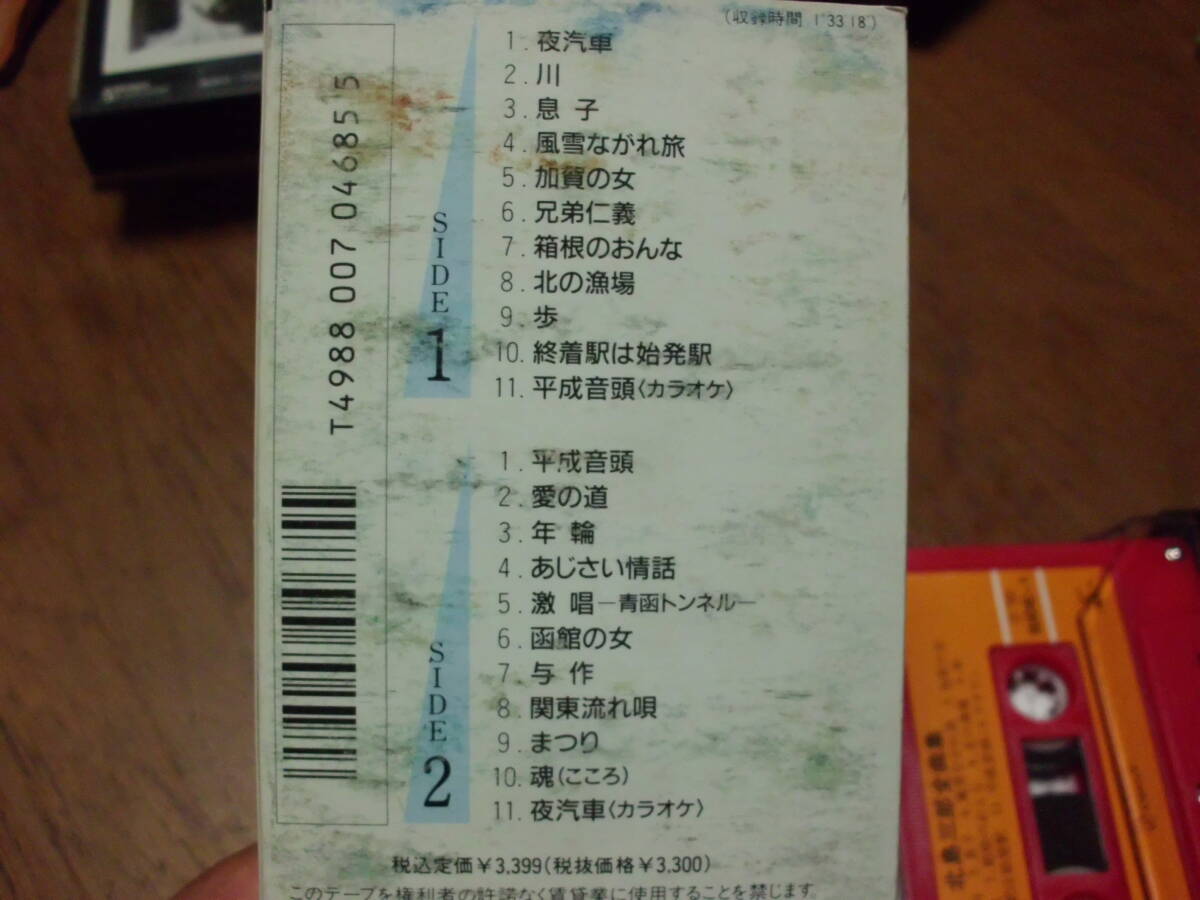 (収録時間 1°33′18″)
1. 夜汽車
2. 川
3. 息 子
4. 風雪ながれ旅
5. 加賀の女
6. 兄弟仁義
7. 箱根のおんな
8. 北の漁場
9. 歩
10. 終着駅は始発駅
11. 平成音頭〈カラオケ〉
SIDE 1
1. 平成音頭
2. 愛の道
3. 年 輪
4. あじさい情話
5. 激 唱―青函トンネル―
6. 函館の女
7. 与 作
8. 関東流れ唄
9. まつり
10. 魂(こころ)
11. 夜汽車〈カラオケ〉
SIDE 2
T4988 007 04685 5
税込定価¥3,399(税抜価格¥3,300)
このテープを権利者の許諾なく賃貸業に使用することを禁じます。
北島三郎全曲集